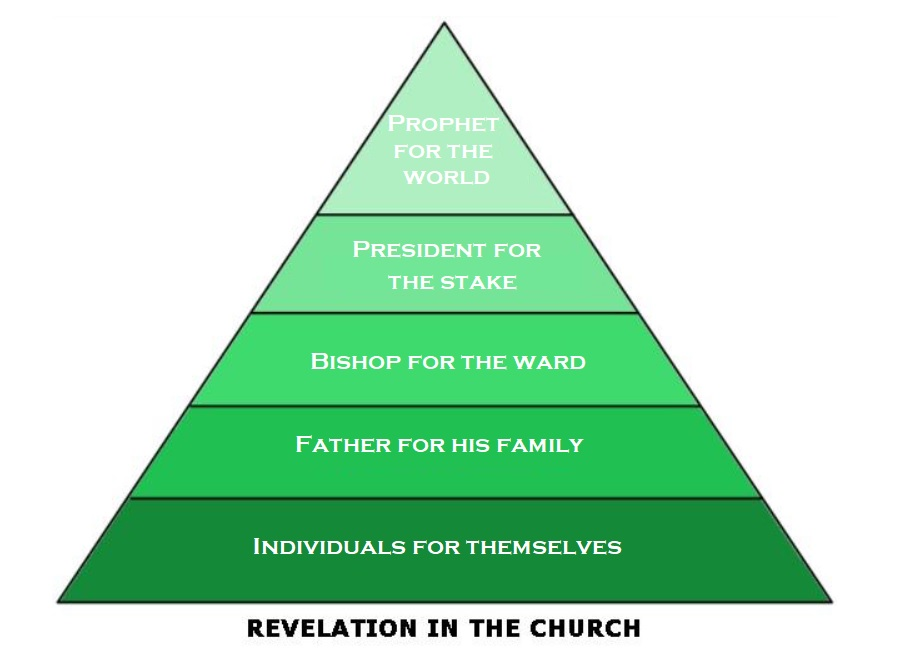 Prophet
for the
world
President for
the stake
Bishop for the ward
Father for his family
Individuals for themselves
REVELATION IN THE CHURCH